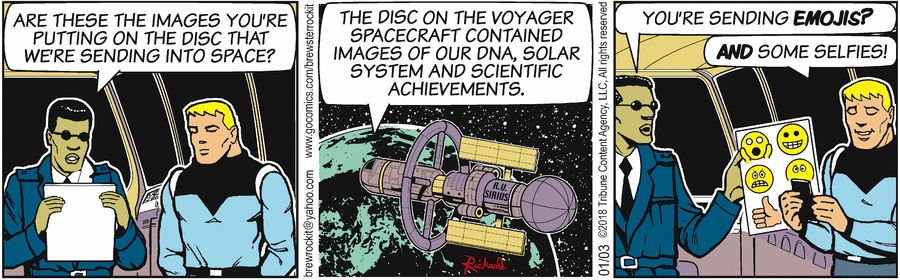 ARE THESE THE IMAGES YOU'RE
PUTTING ON THE DISC THAT
WE'RE SENDING INTO SPACE?
www.gocomics.com/brewsterrockit
brewrockit@yahoo.com
THE DISC ON THE VOYAGER
SPACECRAFT CONTAINED
IMAGES OF OUR DNA, SOLAR
SYSTEM AND SCIENTIFIC
ACHIEVEMENTS.
R.U.
SIRIUS
Rickard
01/03 ©2018 Tribune Content Agency, LLC, All rights reserved
YOU'RE SENDING EMOJIS?
AND SOME SELFIES!